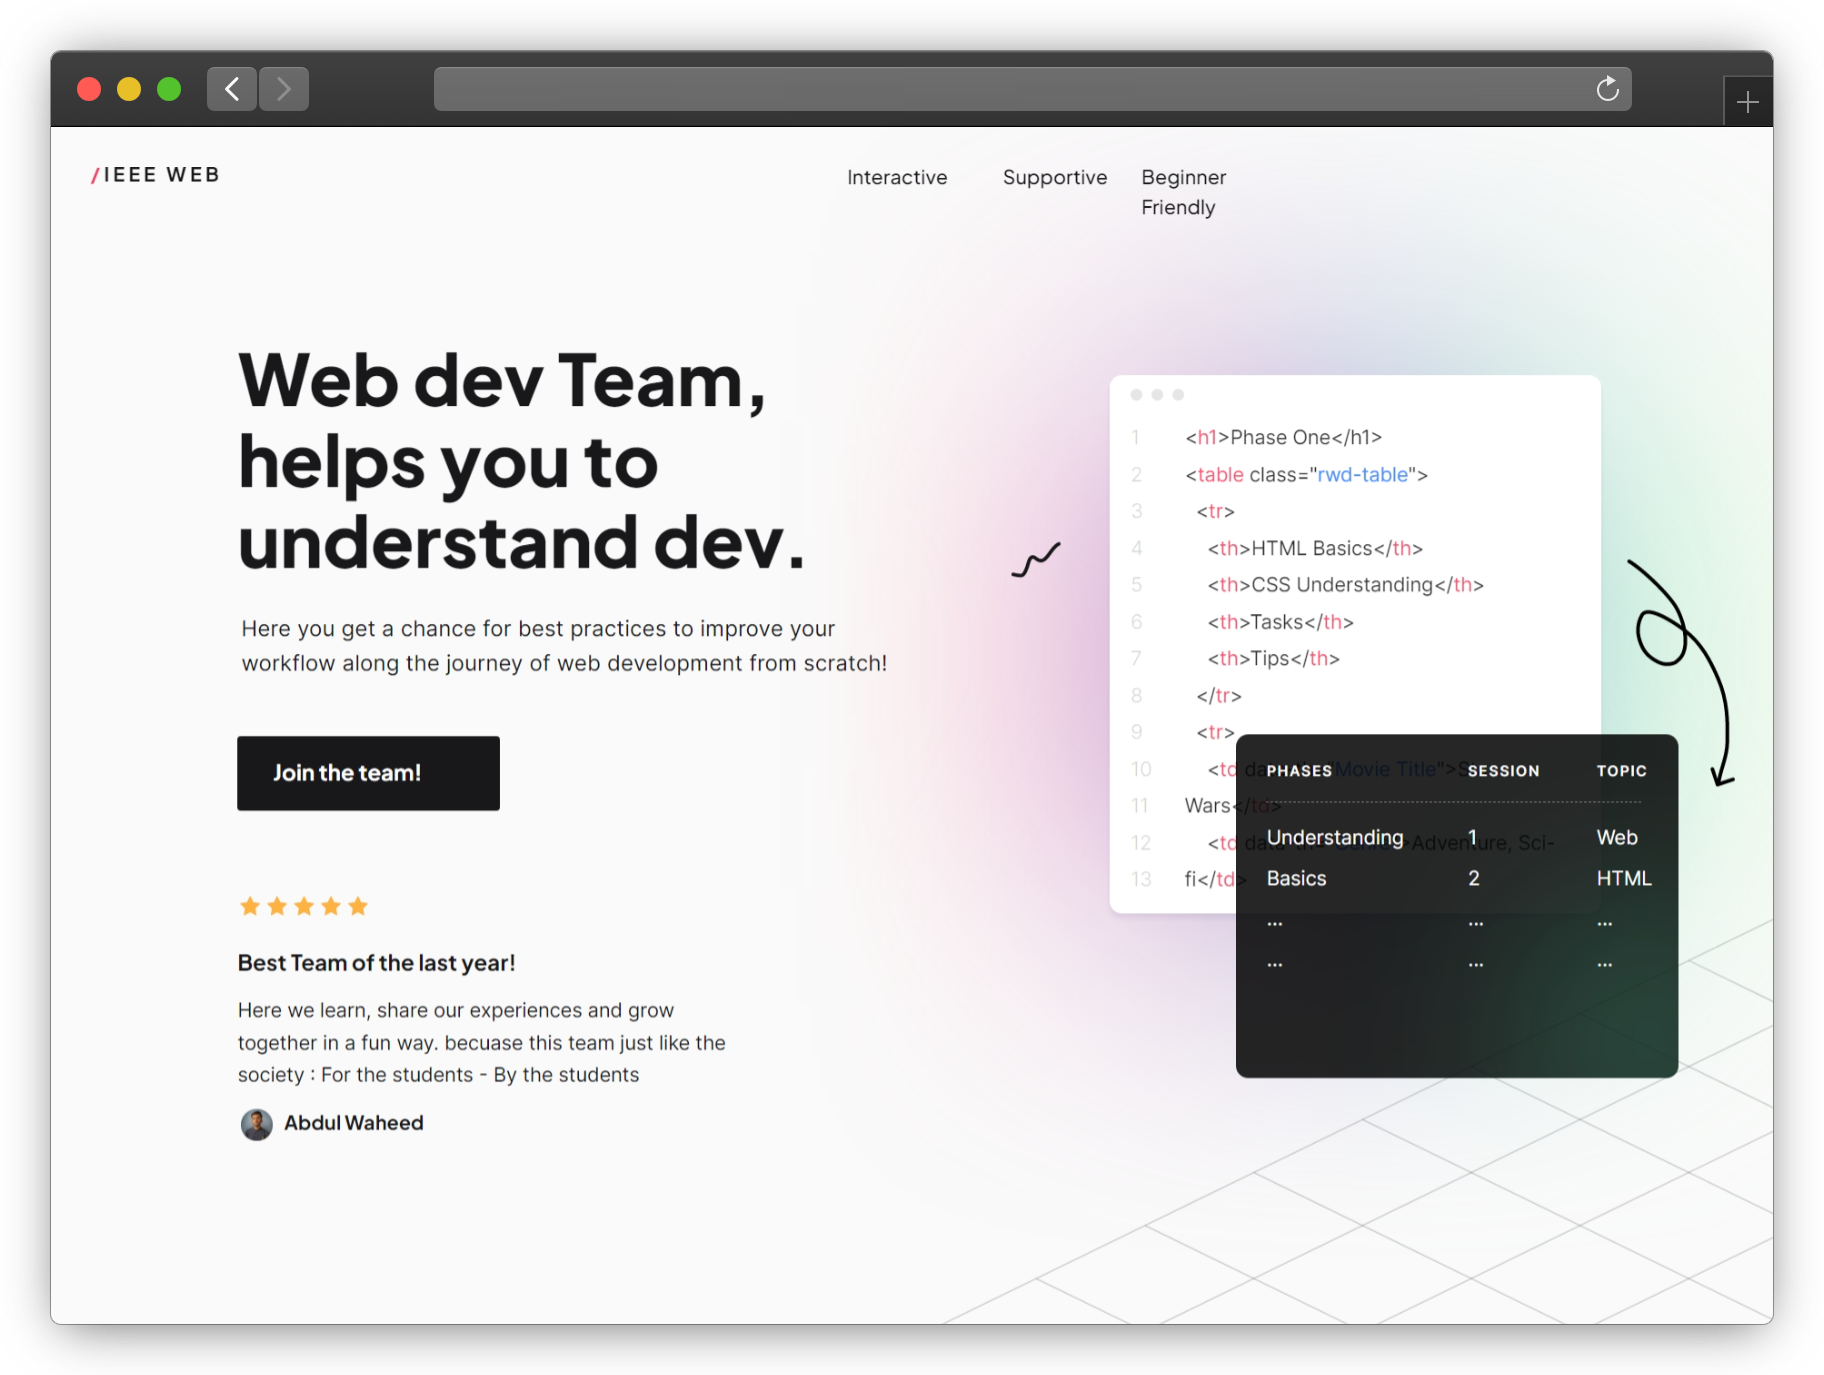 /IEEE WEB
Interactive
Supportive
Beginner
Friendly
Web dev Team,
helps you to
understand dev.
Here you get a chance for best practices to improve your
workflow along the journey of web development from scratch!
Join the team!
Best Team of the last year!
Here we learn, share our experiences and grow
together in a fun way. becuase this team just like the
society : For the students - By the students
Abdul Waheed
1 <h1>Phase One</h1>
2 <table class="rwd-table">
3 <tr>
4 <th>HTML Basics</th>
5 <th>CSS Understanding</th>
6 <th>Tasks</th>
7 <th>Tips</th>
8 </tr>
9 <tr>
10 <td "Movie Title">
11 Wars</td>
12 <td >Adventure, Sci-
13 fi</td>
PHASES SESSION TOPIC
Understanding 1 Web
Basics 2 HTML
... ... ...
... ... ...